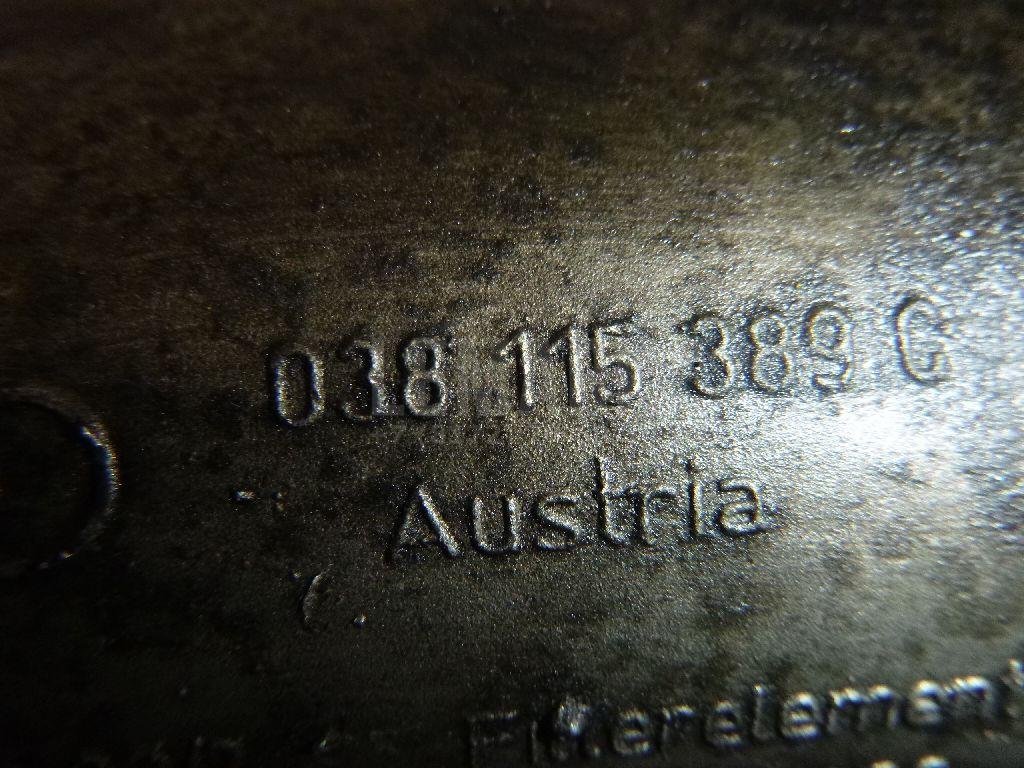 038 115 389 C
Austria
Filterelement